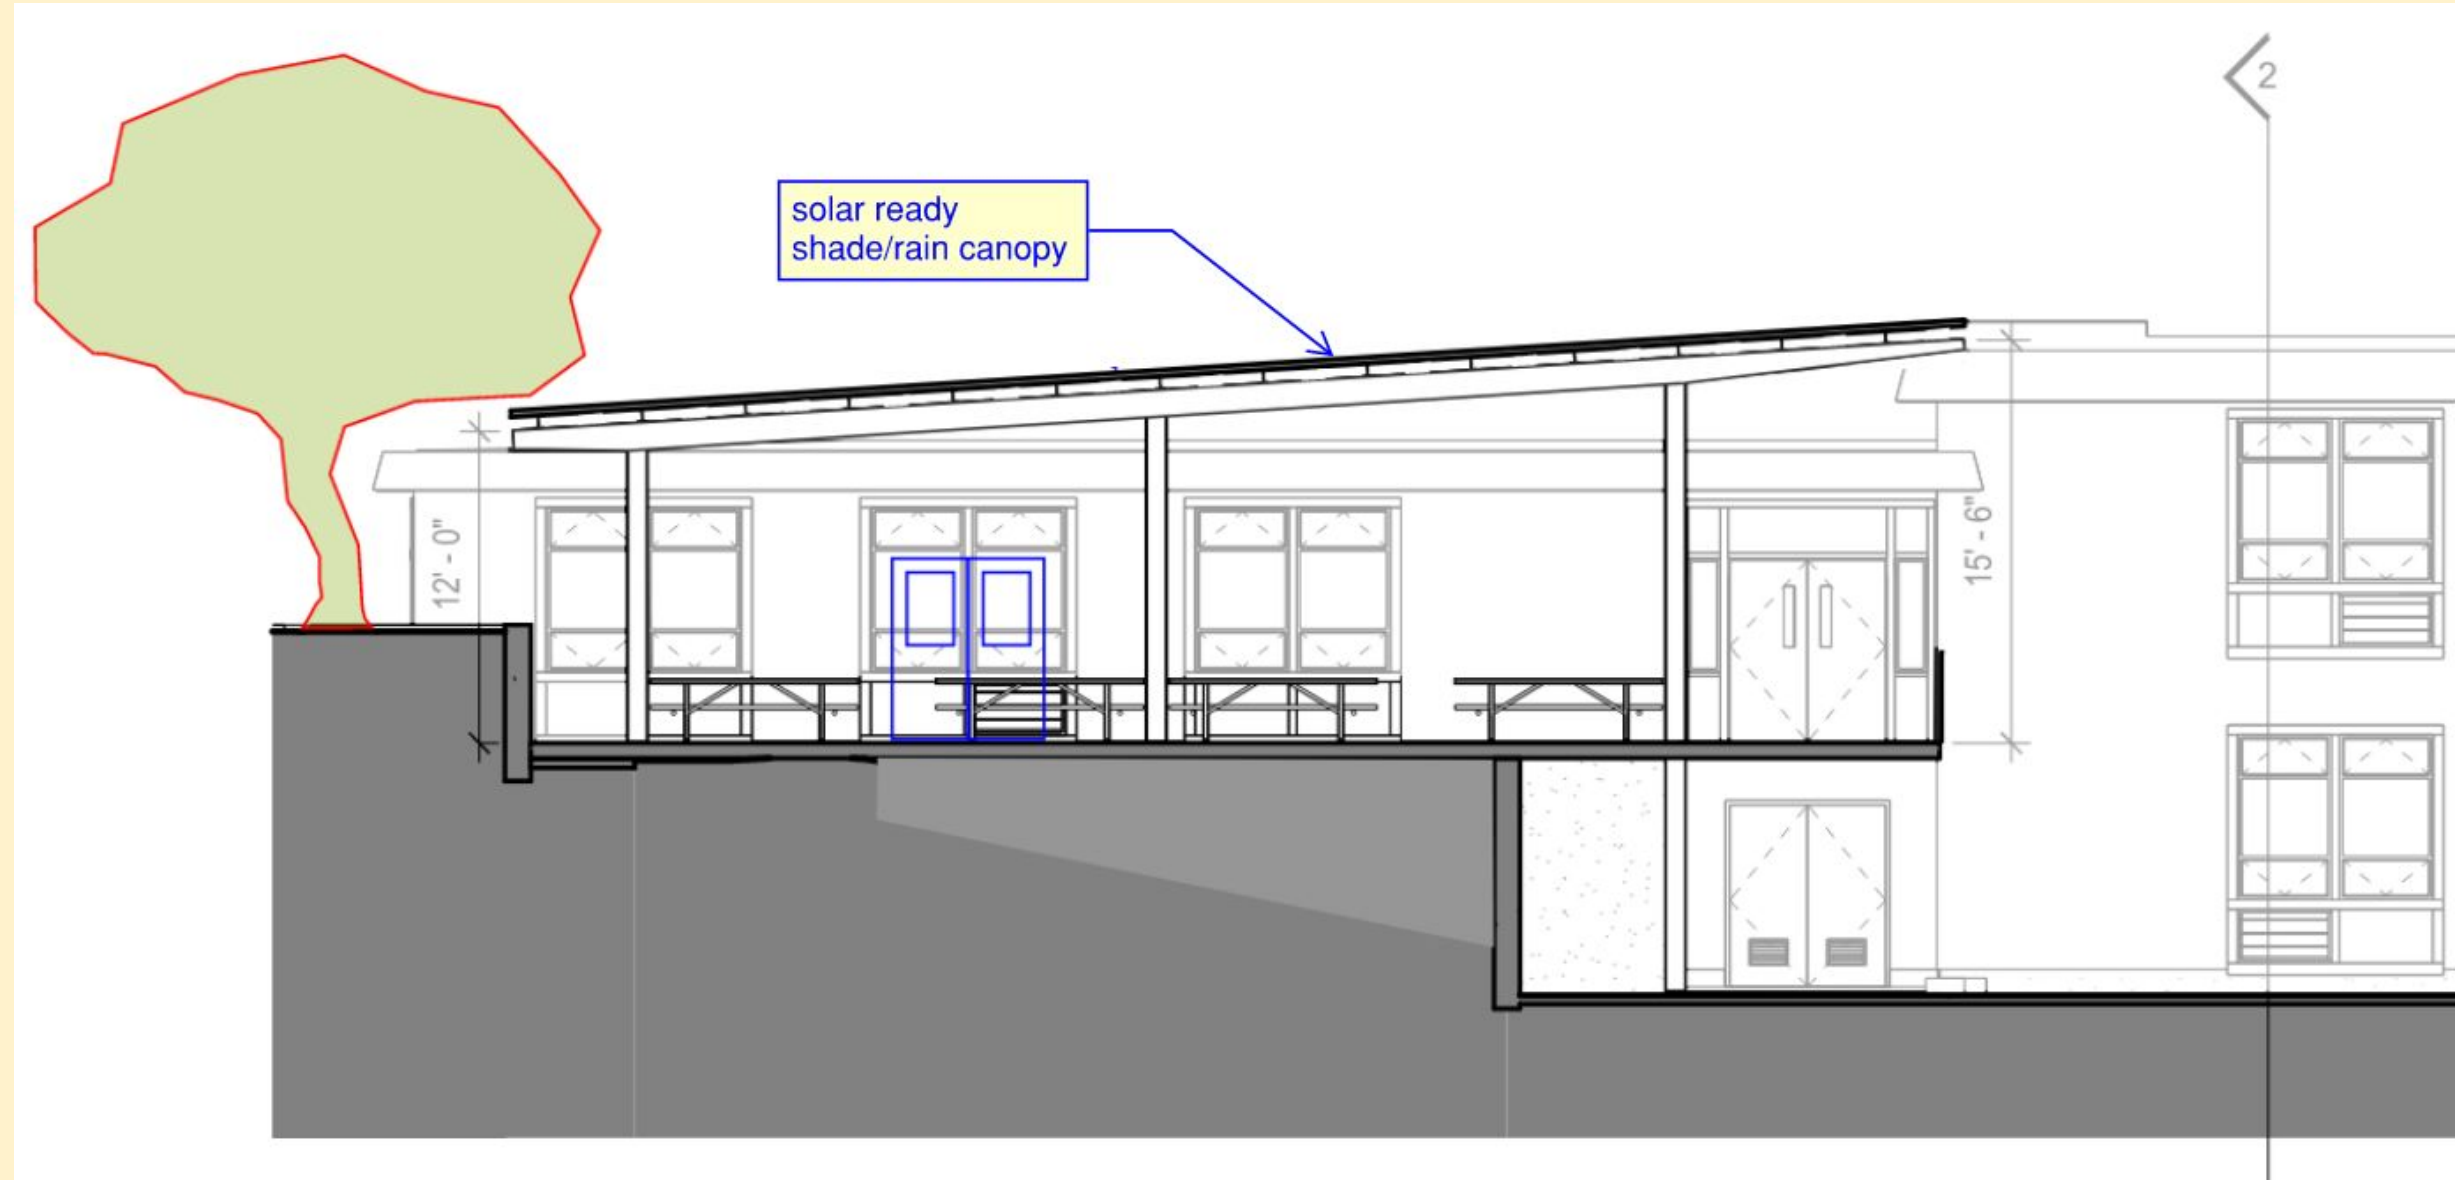 2
solar ready
shade/rain canopy
12' - 0"
15' - 6"